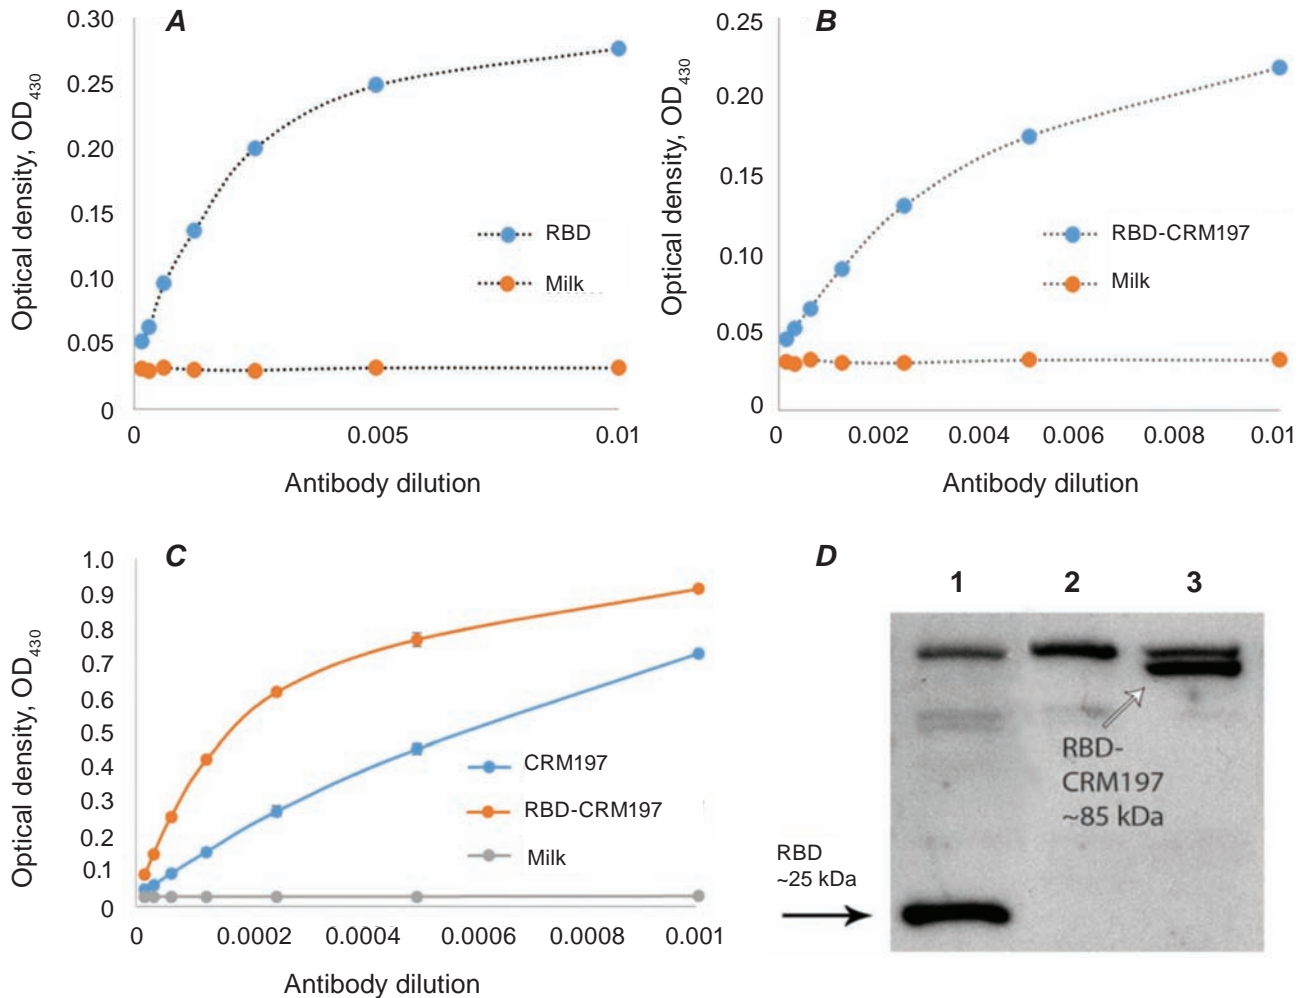 A
0.30
0.25
0.20
0.15
0.10
0.05
0
Optical density, OD430
RBD
Milk
0
0.005
0.01
Antibody dilution
B
0.25
0.20
0.15
0.10
0.05
0
Optical density, OD430
RBD-CRM197
Milk
0
0.002
0.004
0.006
0.008
0.01
Antibody dilution
C
1.0
0.9
0.8
0.7
0.6
0.5
0.4
0.3
0.2
0.1
0
Optical density, OD430
CRM197
RBD-CRM197
Milk
0
0.0002
0.0004
0.0006
0.0008
0.001
Antibody dilution
D
1 2 3
RBD-
CRM197
~85 kDa
RBD
~25 kDa